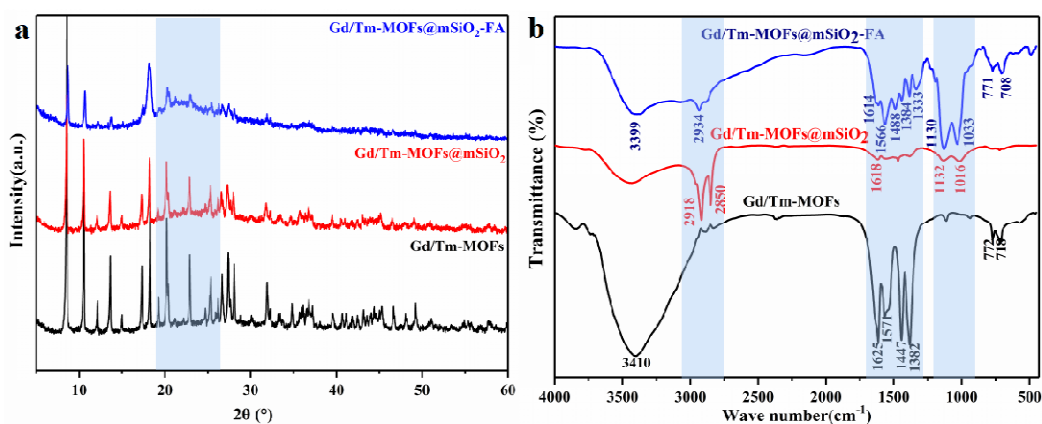 a
Gd/Tm-MOFs@mSiO2-FA
Gd/Tm-MOFs@mSiO2
Gd/Tm-MOFs
Intensity(a.u.)
10 20 30 40 50 60
2θ (°)
b
Gd/Tm-MOFs@mSiO2-FA
3399 2934 1614 1566 1488 1384 1333 1130 1033 771 708
Gd/Tm-MOFs@mSiO2
2918 2850 1618 1132 1016
Gd/Tm-MOFs
3410 1625 1571 1447 1382 772 718
Transmittance (%)
4000 3500 3000 2500 2000 1500 1000 500
Wave number(cm-1)